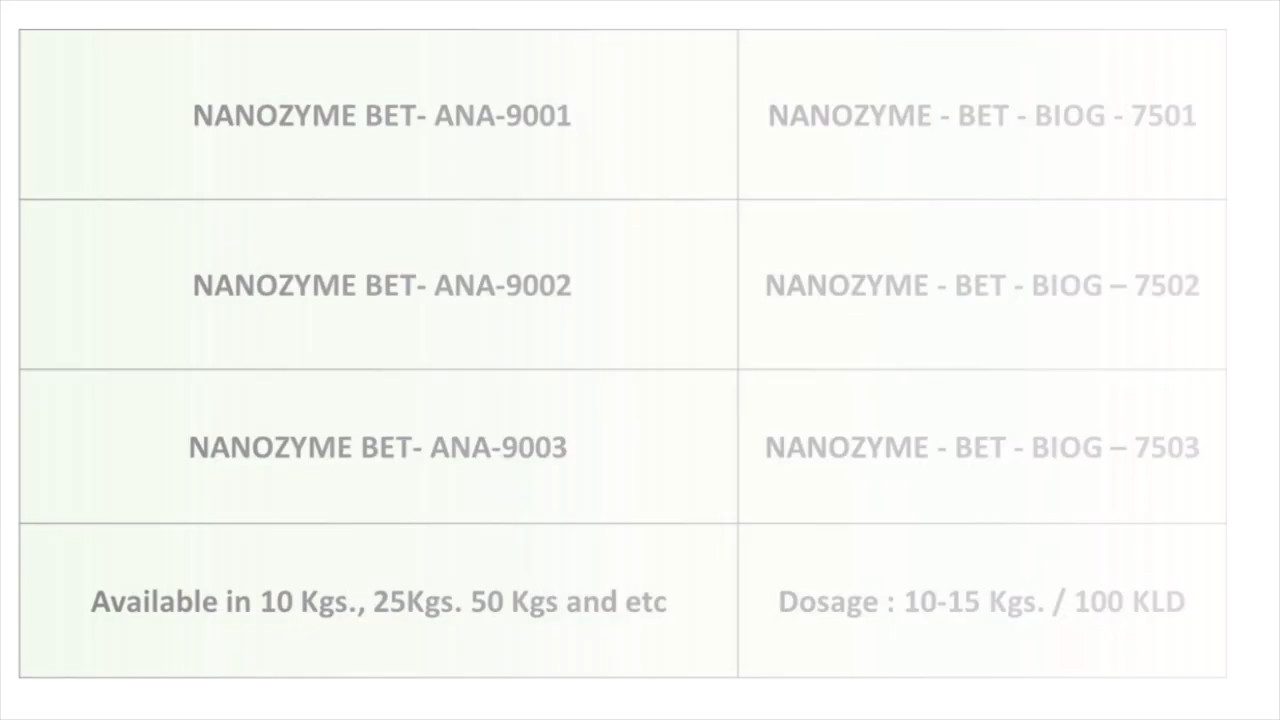 NANOZYME BET- ANA-9001
NANOZYME - BET - BIOG - 7501
NANOZYME BET- ANA-9002
NANOZYME - BET - BIOG – 7502
NANOZYME BET- ANA-9003
NANOZYME - BET - BIOG – 7503
Available in 10 Kgs., 25Kgs. 50 Kgs and etc
Dosage : 10-15 Kgs. / 100 KLD